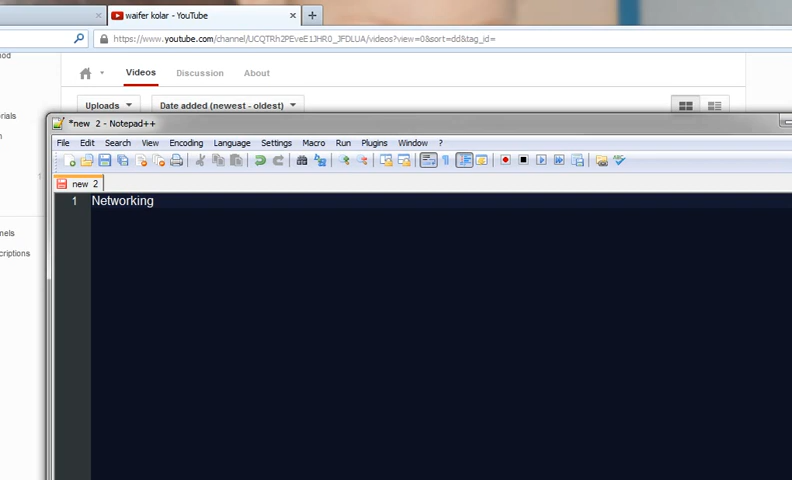 waifer kolar - YouTube
https://www.youtube.com/channel/UCQTRh2PEveE1JHR0_JFDLUA/videos?view=0&sort=dd&tag_id=
Videos Discussion About
Uploads Date added (newest - oldest)
*new 2 - Notepad++
File Edit Search View Encoding Language Settings Macro Run Plugins Window ?
new 2
1 Networking